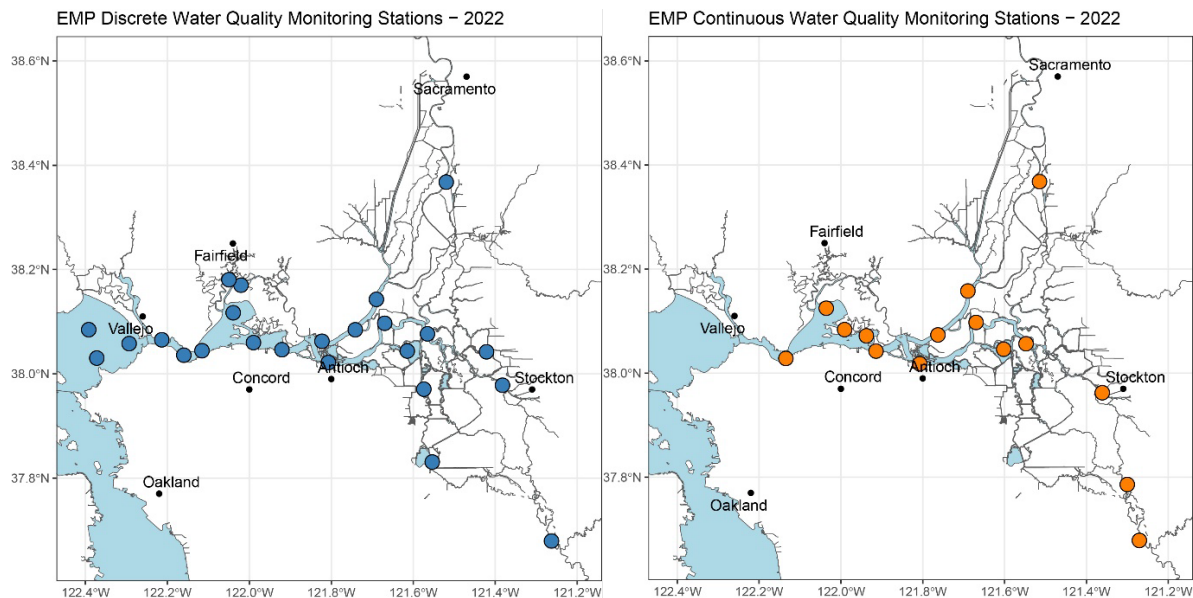 EMP Discrete Water Quality Monitoring Stations − 2022
38.6°N
38.4°N
38.2°N
38.0°N
37.8°N
Sacramento
Fairfield
Vallejo
Antioch
Concord
Stockton
Oakland
122.4°W
122.2°W
122.0°W
121.8°W
121.6°W
121.4°W
121.2°W
EMP Continuous Water Quality Monitoring Stations − 2022
38.6°N
38.4°N
38.2°N
38.0°N
37.8°N
Sacramento
Fairfield
Vallejo
Antioch
Concord
Stockton
Oakland
122.4°W
122.2°W
122.0°W
121.8°W
121.6°W
121.4°W
121.2°W